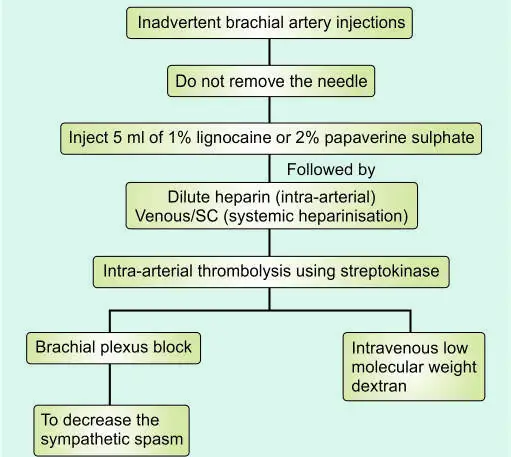 Inadvertent brachial artery injections
Do not remove the needle
Inject 5 ml of 1% lignocaine or 2% papaverine sulphate
Followed by
Dilute heparin (intra-arterial)
Venous/SC (systemic heparinisation)
Intra-arterial thrombolysis using streptokinase
Brachial plexus block
Intravenous low
molecular weight
dextran
To decrease the
sympathetic spasm